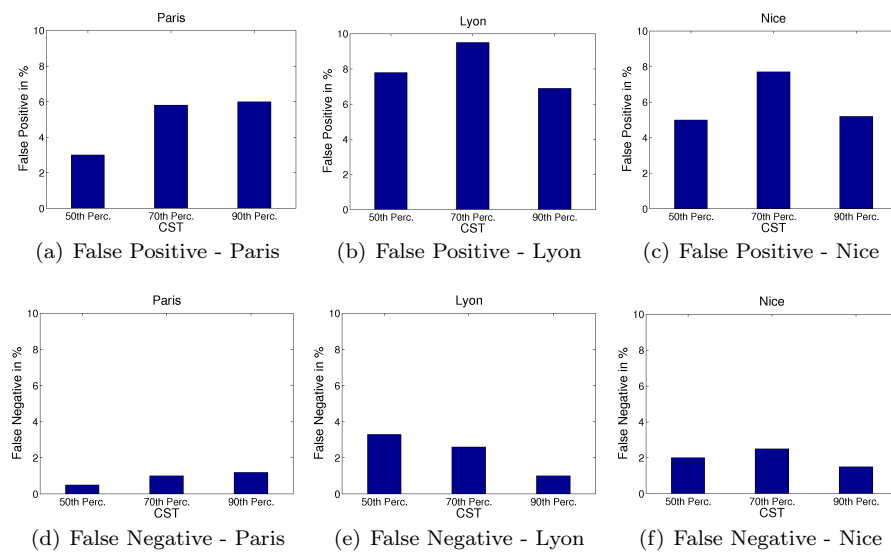 Paris
10
8
6
4
2
0
False Positive in %
50th Perc. 70th Perc. 90th Perc.
CST
(a) False Positive - Paris
Lyon
10
8
6
4
2
0
False Positive in %
50th Perc. 70th Perc. 90th Perc.
CST
(b) False Positive - Lyon
Nice
10
8
6
4
2
0
False Positive in %
50th Perc. 70th Perc. 90th Perc.
CST
(c) False Positive - Nice
Paris
10
8
6
4
2
0
False Negative in %
50th Perc. 70th Perc. 90th Perc.
CST
(d) False Negative - Paris
Lyon
10
8
6
4
2
0
False Negative in %
50th Perc. 70th Perc. 90th Perc.
CST
(e) False Negative - Lyon
Nice
10
8
6
4
2
0
False Negative in %
50th Perc. 70th Perc. 90th Perc.
CST
(f) False Negative - Nice